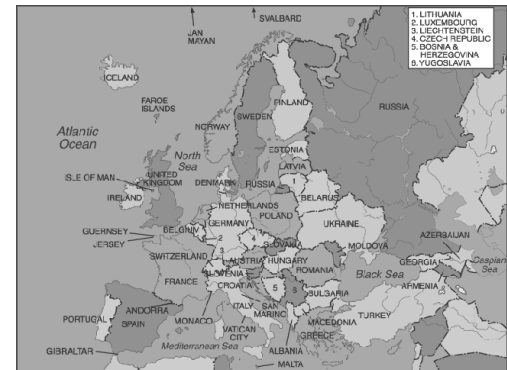 SVALBARD
JAN
MAYAN
1. LITHUANIA
2. LUXEMBOURG
3. LIECHTENSTEIN
4. CZECH REPUBLIC
5. BOSNIA &
HERZEGOVINA
6. YUGOSLAVIA
ICELAND
FAROE
ISLANDS
FINLAND
SWEDEN
NORWAY
RUSSIA
Atlantic
Ocean
North
Sea
ESTONIA
LATVIA
ISLE OF MAN
UNITED
KINGDOM
DENMARK
RUSSIA
1
IRELAND
BELARUS
NETHERLANDS
POLAND
GUERNSEY
JERSEY
BELGIUM
GERMANY
UKRAINE
2
4
SLOVAKIA
MOLDOVA
AZERBAIJAN
SWITZERLAND
3
AUSTRIA
HUNGARY
GEORGIA
Caspian
Sea
SLOVENIA
ROMANIA
Black Sea
FRANCE
CROATIA
5
6
BULGARIA
ARMENIA
ANDORRA
MONACO
ITALY
SAN
MARINO
PORTUGAL
SPAIN
VATICAN
CITY
MACEDONIA
TURKEY
GREECE
GIBRALTAR
Mediterranean Sea
ALBANIA
MALTA